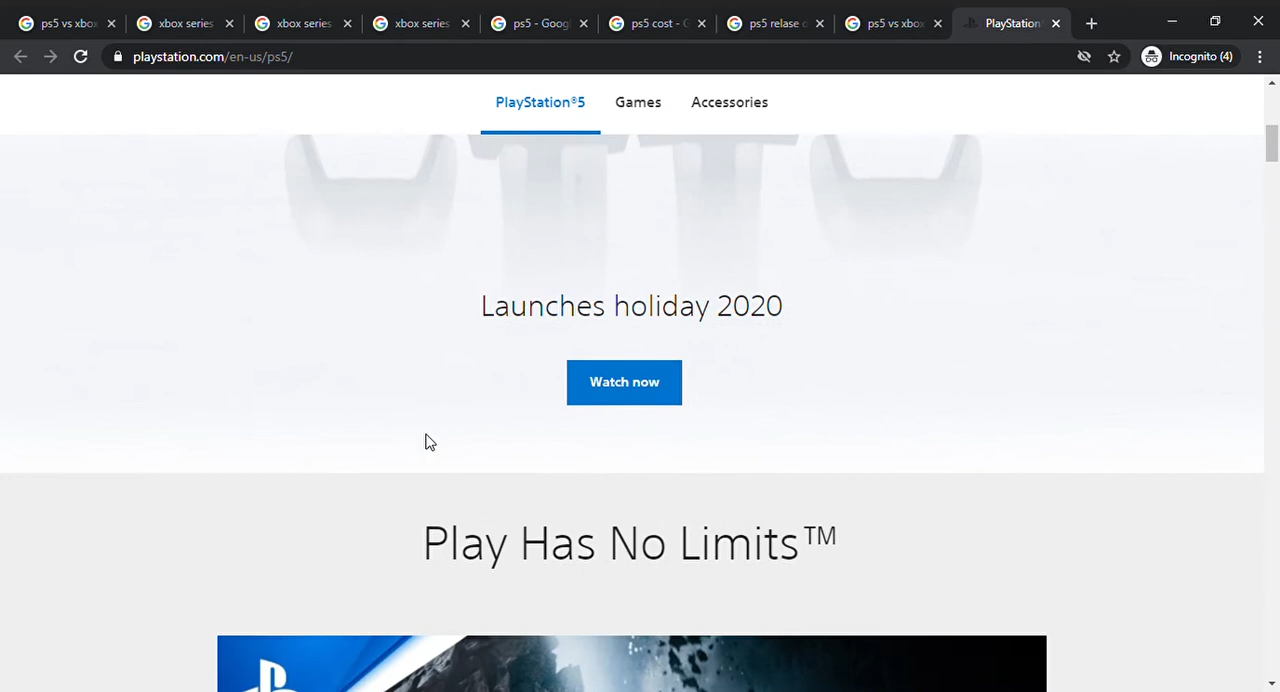 ps5 vs xbox
xbox series
xbox series
xbox series
ps5 - Goog
ps5 cost - G
ps5 relase
ps5 vs xbox
PlayStation
playstation.com/en-us/ps5/
Incognito (4)
PlayStation®5
Games
Accessories
Launches holiday 2020
Watch now
Play Has No Limits™